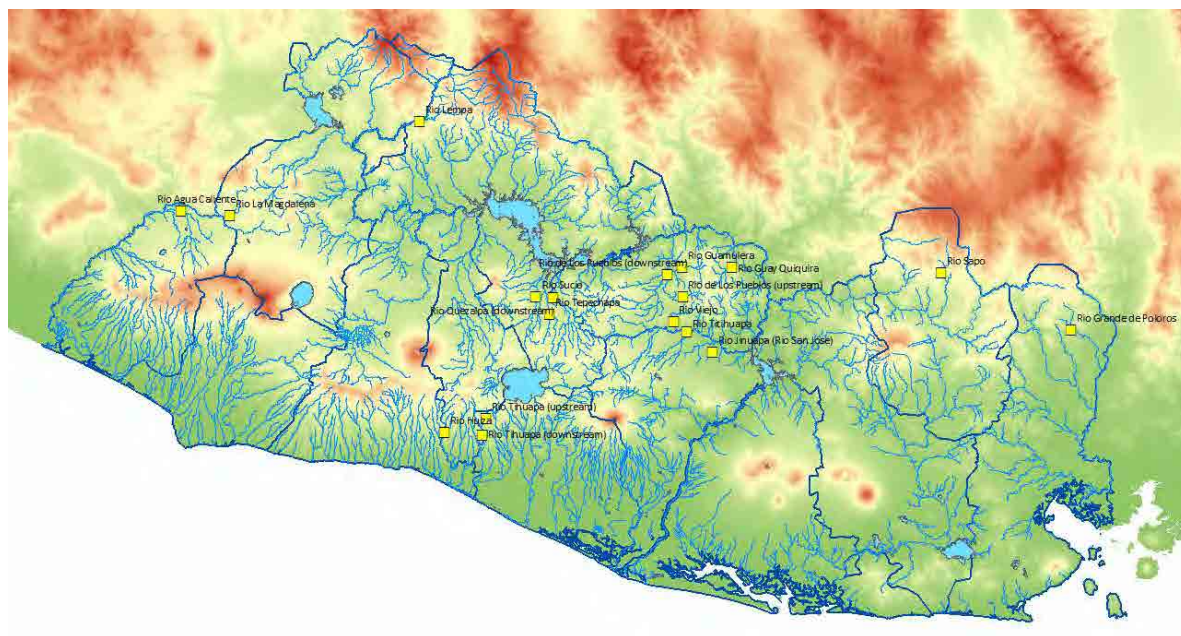 Rio Lempa
Rio Agua Caliente
Rio La Magdalena
Rio Guamulera
Rio de Los Pueblos (downstream)
Rio Guay Quiquira
Rio Sapo
Rio Sucio
Rio de Los Pueblos (upstream)
Rio Tepechapa
Rio Quezalpa (downstream)
Rio Viejo
Rio Grande de Poloros
Rio Titihuapa
Rio Jinuapa (Rio San Jose)
Rio Tihuapa (upstream)
Rio Huiza
Rio Tihuapa (downstream)